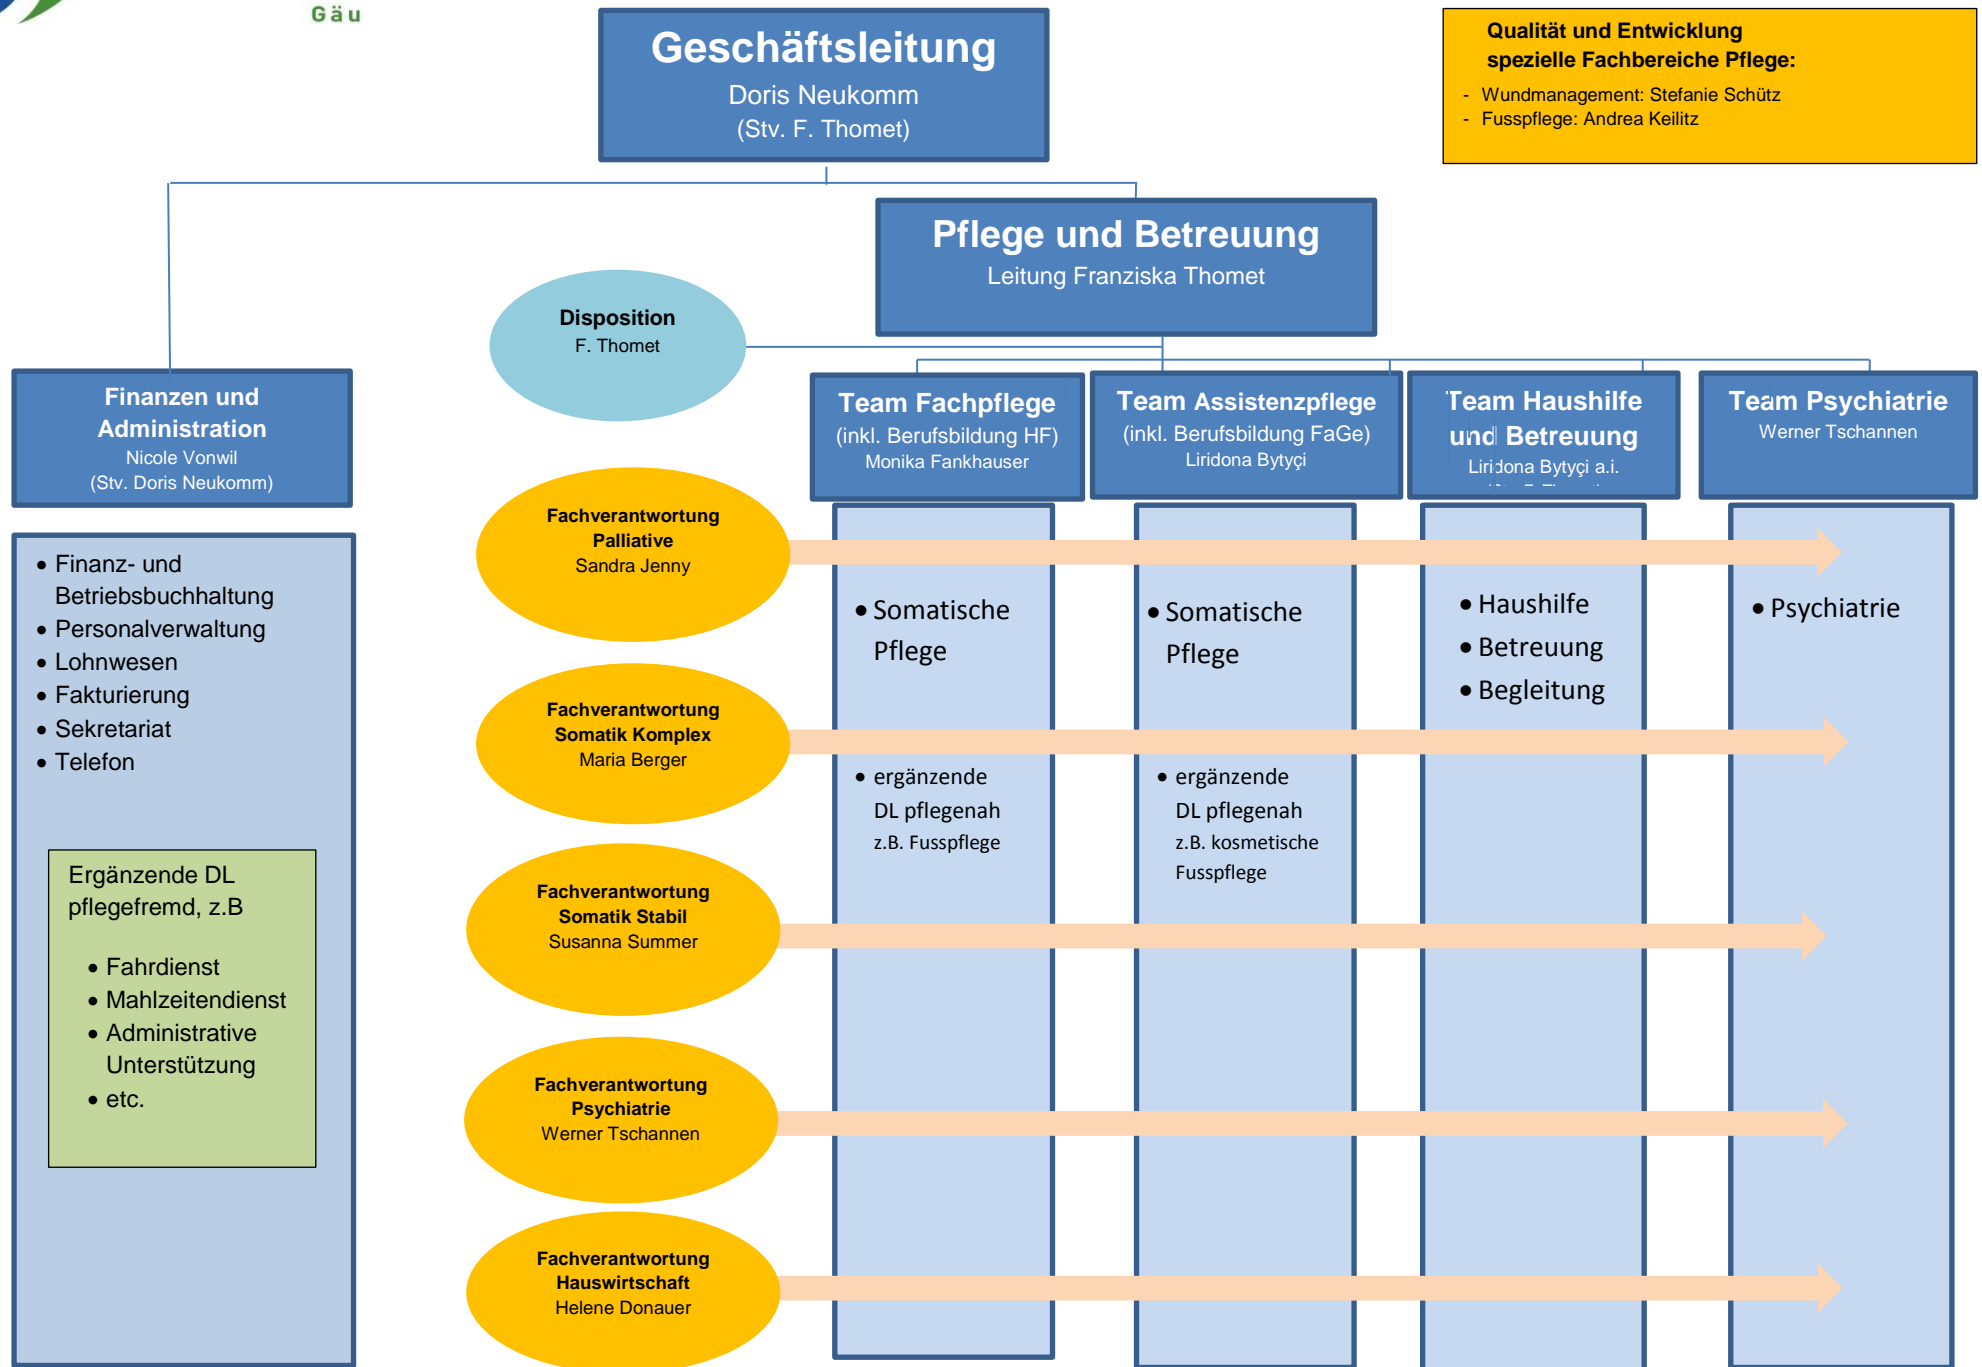 Gäu
Geschäftsleitung
Doris Neukomm
(Stv. F. Thomet)
Qualität und Entwicklung
spezielle Fachbereiche Pflege:
- Wundmanagement: Stefanie Schütz
- Fusspflege: Andrea Keilitz
Pflege und Betreuung
Leitung Franziska Thomet
Disposition
F. Thomet
Finanzen und
Administration
Nicole Vonwil
(Stv. Doris Neukomm)
Team Fachpflege
(inkl. Berufsbildung HF)
Monika Fankhauser
Team Assistenzpflege
(inkl. Berufsbildung FaGe)
Liridona Bytyçi
Team Haushilfe
und Betreuung
Liridona Bytyçi a.i.
Team Psychiatrie
Werner Tschannen
• Finanz- und
Betriebsbuchhaltung
• Personalverwaltung
• Lohnwesen
• Fakturierung
• Sekretariat
• Telefon
Ergänzende DL
pflegefremd, z.B
• Fahrdienst
• Mahlzeitendienst
• Administrative
Unterstützung
• etc.
Fachverantwortung
Palliative
Sandra Jenny
Fachverantwortung
Somatik Komplex
Maria Berger
Fachverantwortung
Somatik Stabil
Susanna Summer
Fachverantwortung
Psychiatrie
Werner Tschannen
Fachverantwortung
Hauswirtschaft
Helene Donauer
• Somatische
Pflege
• ergänzende
DL pflegenah
z.B. Fusspflege
• Somatische
Pflege
• ergänzende
DL pflegenah
z.B. kosmetische
Fusspflege
• Haushilfe
• Betreuung
• Begleitung
• Psychiatrie